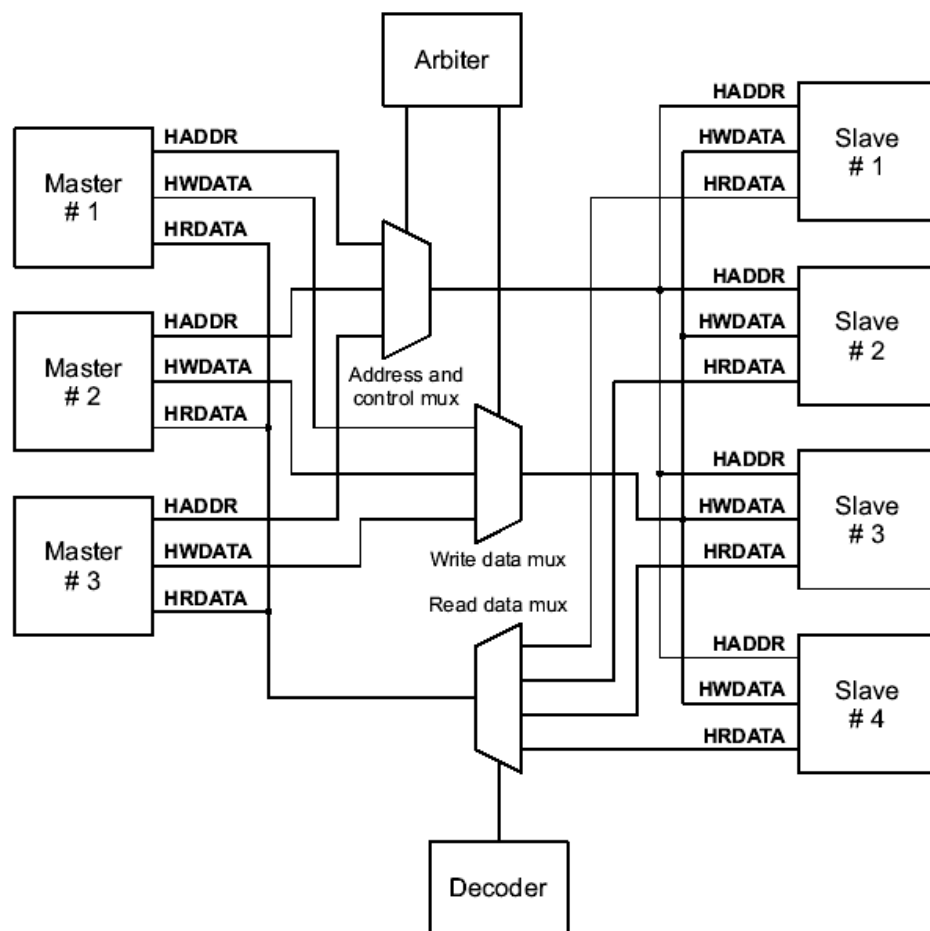 Arbiter
Master
# 1
HADDR
HWDATA
HRDATA
Master
# 2
HADDR
HWDATA
HRDATA
Master
# 3
HADDR
HWDATA
HRDATA
Address and
control mux
Write data mux
Read data mux
HADDR
HWDATA
HRDATA
Slave
# 1
HADDR
HWDATA
HRDATA
Slave
# 2
HADDR
HWDATA
HRDATA
Slave
# 3
HADDR
HWDATA
HRDATA
Slave
# 4
Decoder